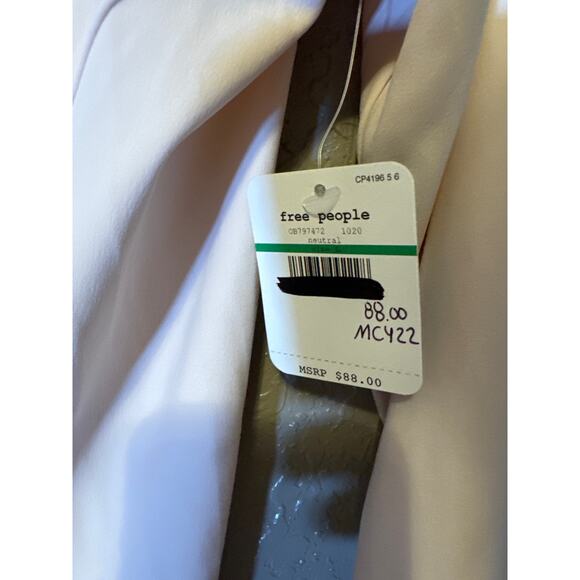 CP4196 5 6
free people
OB797472 1020
neutral
88.00
MC422
MSRP $88.00